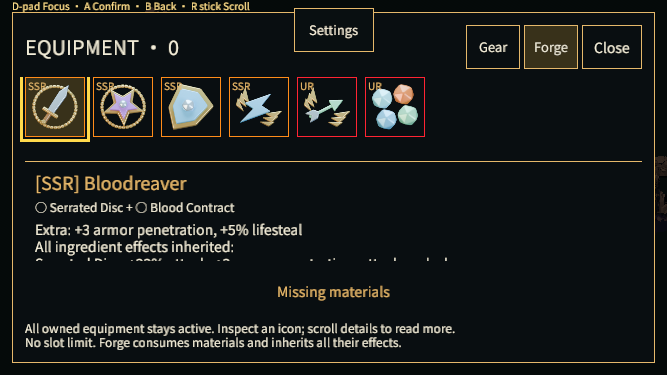 D-pad Focus • A Confirm • B Back • R stick Scroll
Settings
EQUIPMENT • 0
Gear
Forge
Close
SSR
SSR
SSR
SSR
UR
UR
[SSR] Bloodreaver
○ Serrated Disc + ○ Blood Contract
Extra: +3 armor penetration, +5% lifesteal
All ingredient effects inherited:
Missing materials
All owned equipment stays active. Inspect an icon; scroll details to read more.
No slot limit. Forge consumes materials and inherits all their effects.